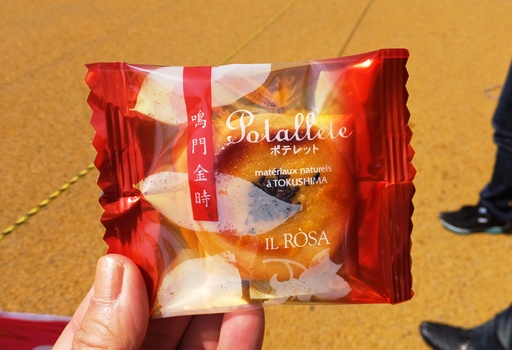 鳴門金時
Potallete
ポテレット
matériaux naturels
à TOKUSHIMA
IL RÒSA